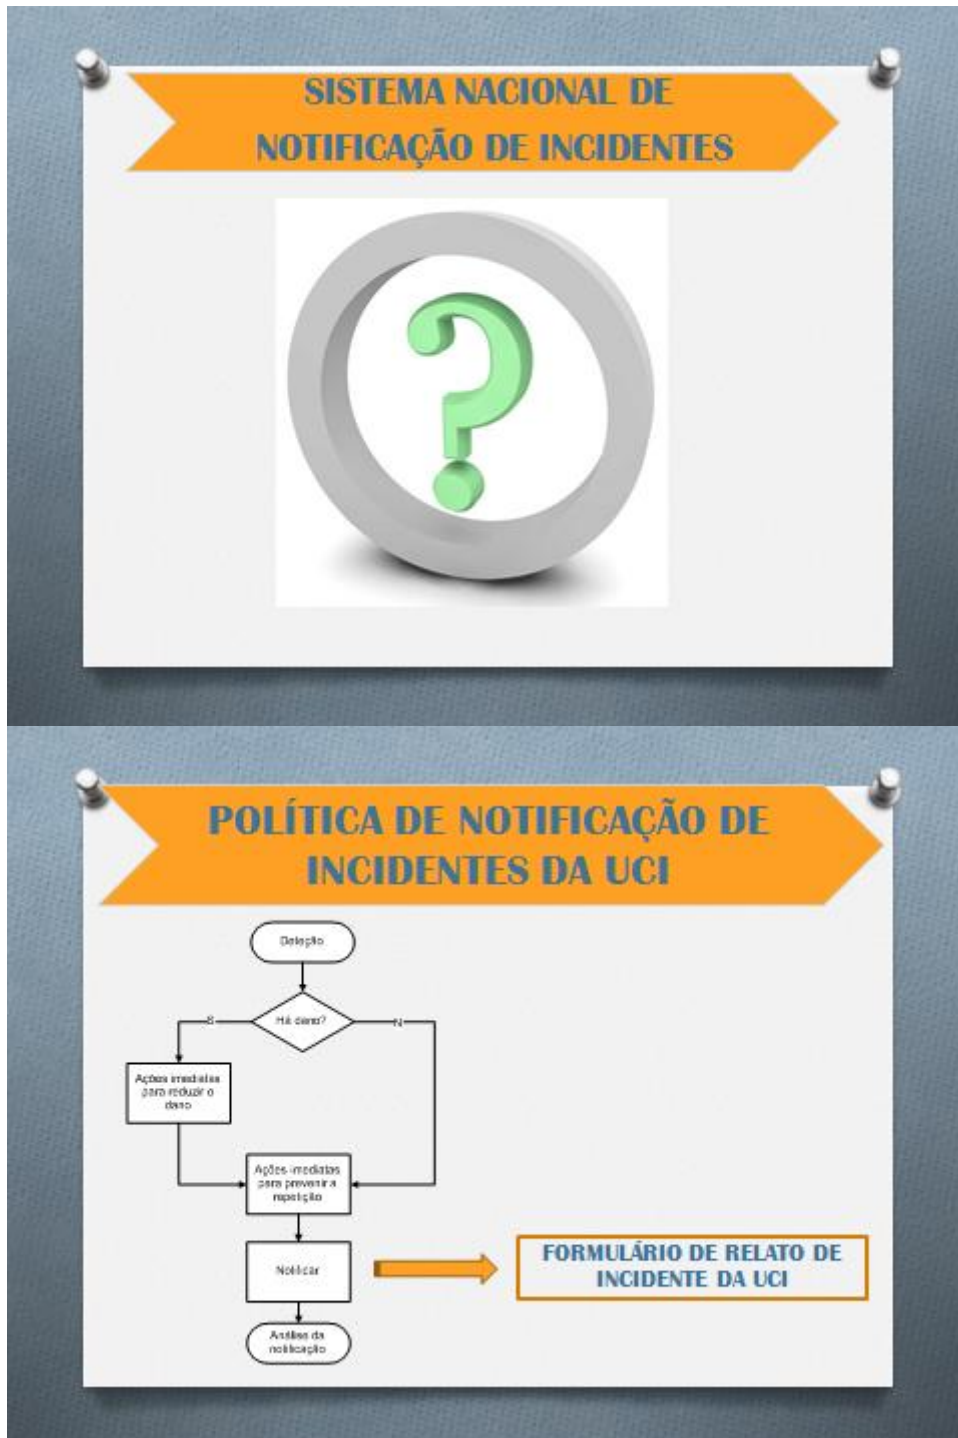 SISTEMA NACIONAL DE
NOTIFICAÇÃO DE INCIDENTES
POLÍTICA DE NOTIFICAÇÃO DE
INCIDENTES DA UCI
Deteção
Há dano?
S
N
Ações imediatas
para reduzir o
dano
Ações imediatas
para prevenir a
repetição
Notificar
FORMULÁRIO DE RELATO DE
INCIDENTE DA UCI
Análise da
notificação